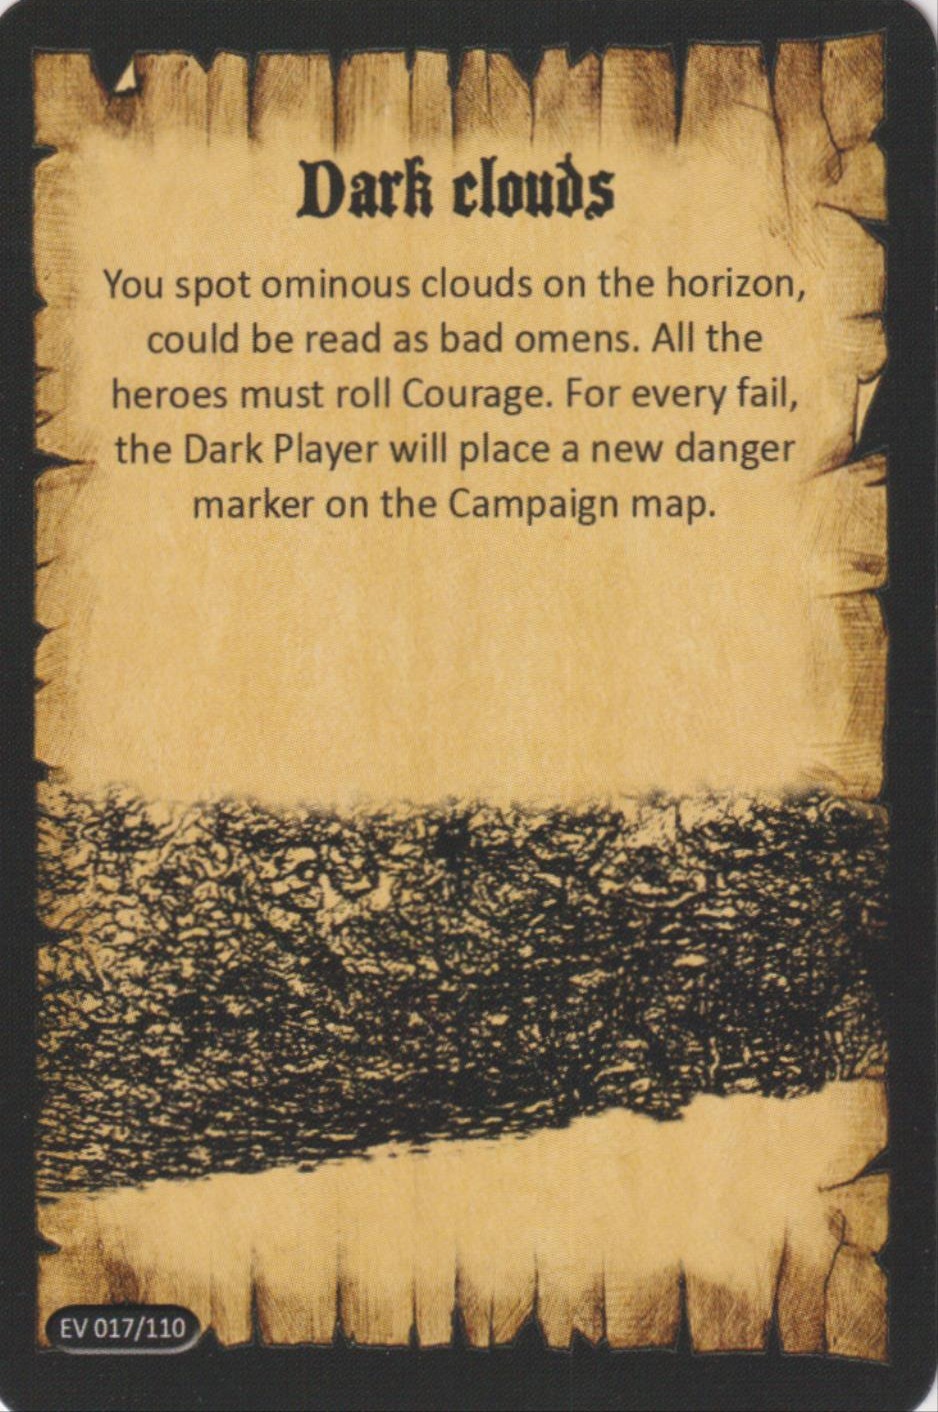 Dark clouds
You spot ominous clouds on the horizon,
could be read as bad omens. All the
heroes must roll Courage. For every fail,
the Dark Player will place a new danger
marker on the Campaign map.
EV 017/110